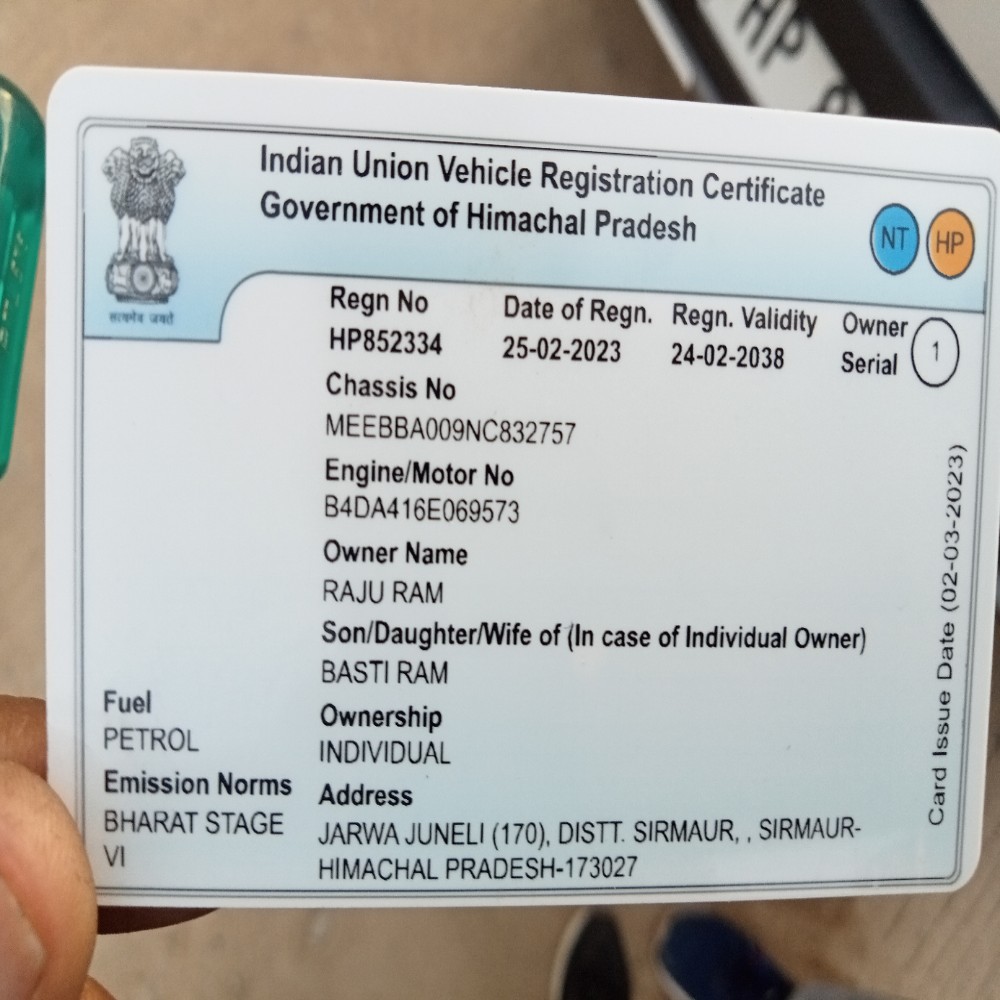 HP
Indian Union Vehicle Registration Certificate
Government of Himachal Pradesh
NT HP
सत्यमेव जयते
Regn No Date of Regn. Regn. Validity Owner Serial 1
HP852334 25-02-2023 24-02-2038
Chassis No
MEEBBA009NC832757
Engine/Motor No
B4DA416E069573
Owner Name
RAJU RAM
Son/Daughter/Wife of (In case of Individual Owner)
BASTI RAM
Fuel
PETROL
Ownership
INDIVIDUAL
Emission Norms
BHARAT STAGE
VI
Address
JARWA JUNELI (170), DISTT. SIRMAUR, , SIRMAUR-
HIMACHAL PRADESH-173027
Card Issue Date (02-03-2023)